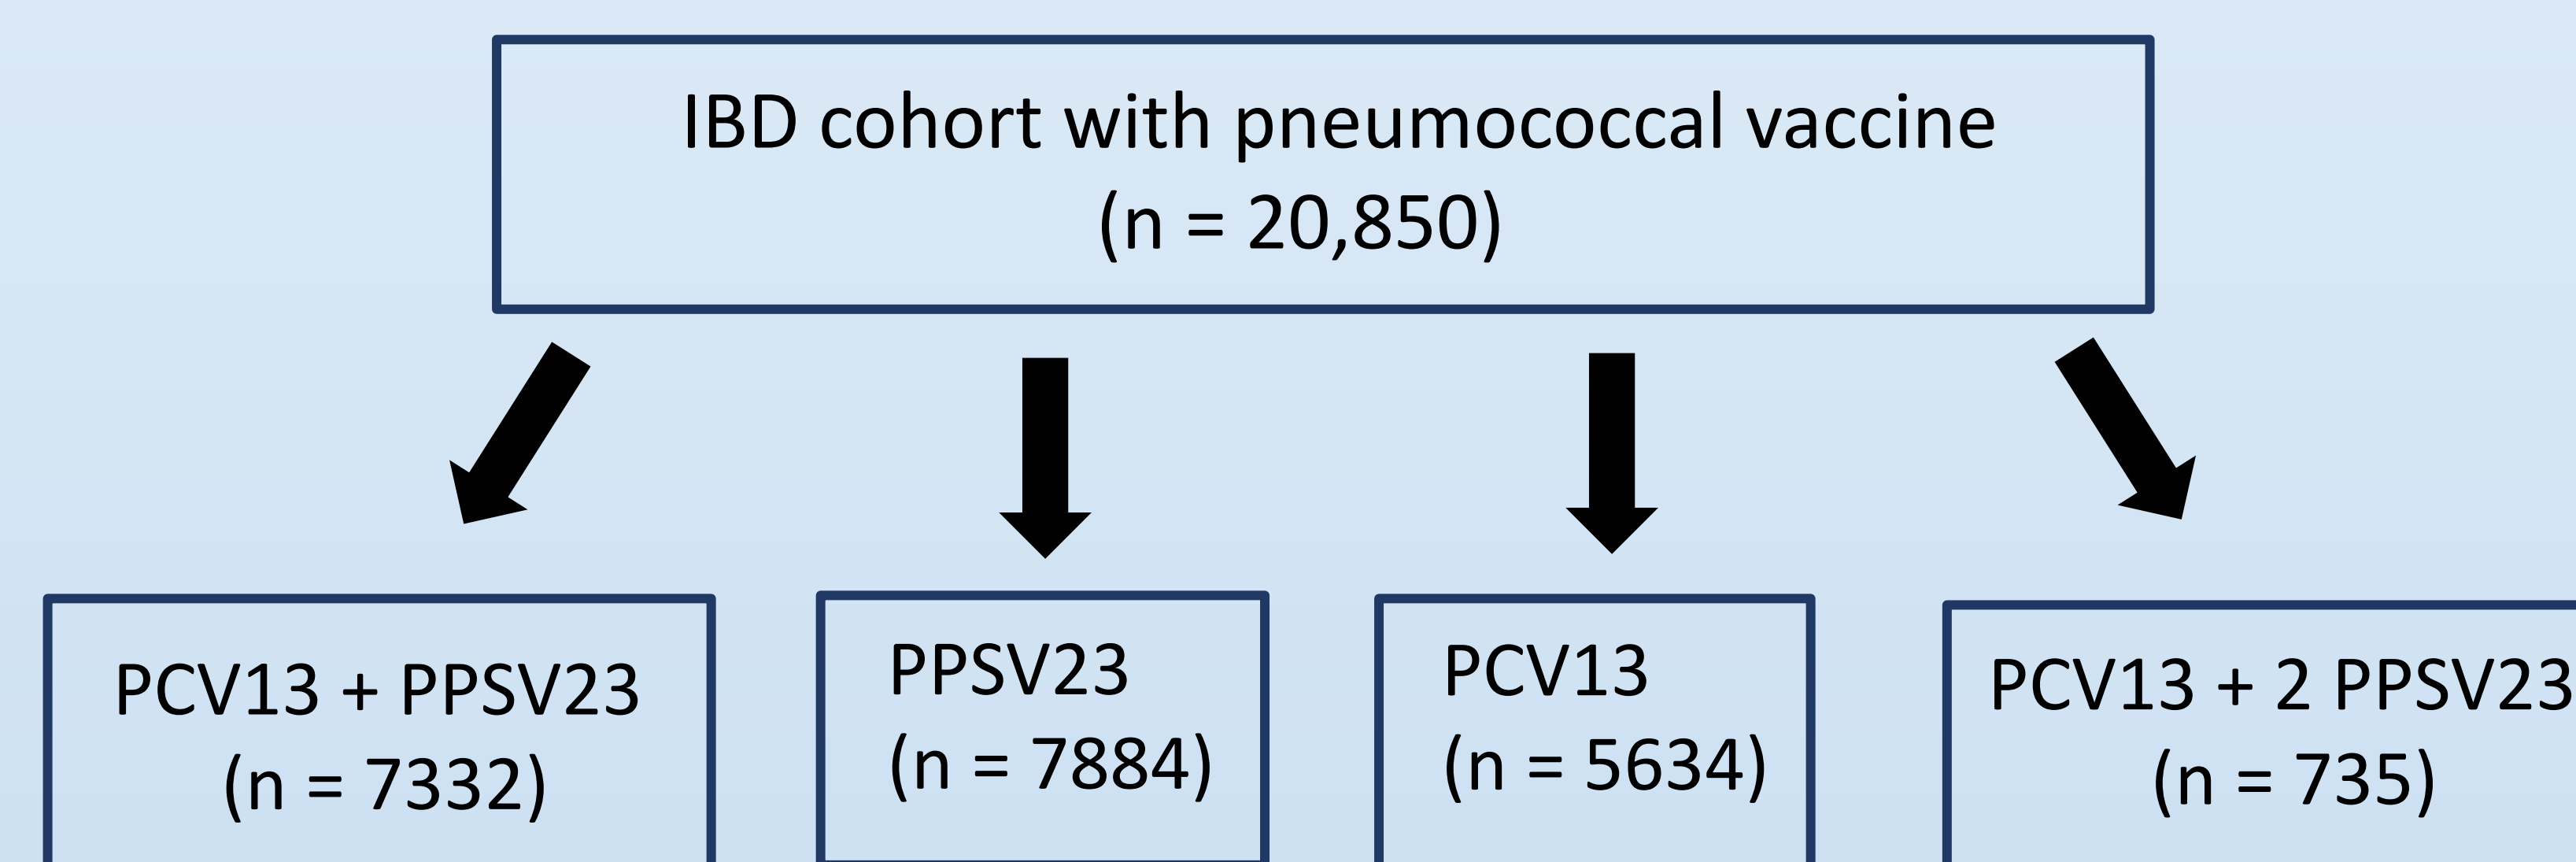 IBD cohort with pneumococcal vaccine
(n = 20,850)
PCV13 + PPSV23
(n = 7332)
PPSV23
(n = 7884)
PCV13
(n = 5634)
PCV13 + 2 PPSV23
(n = 735)